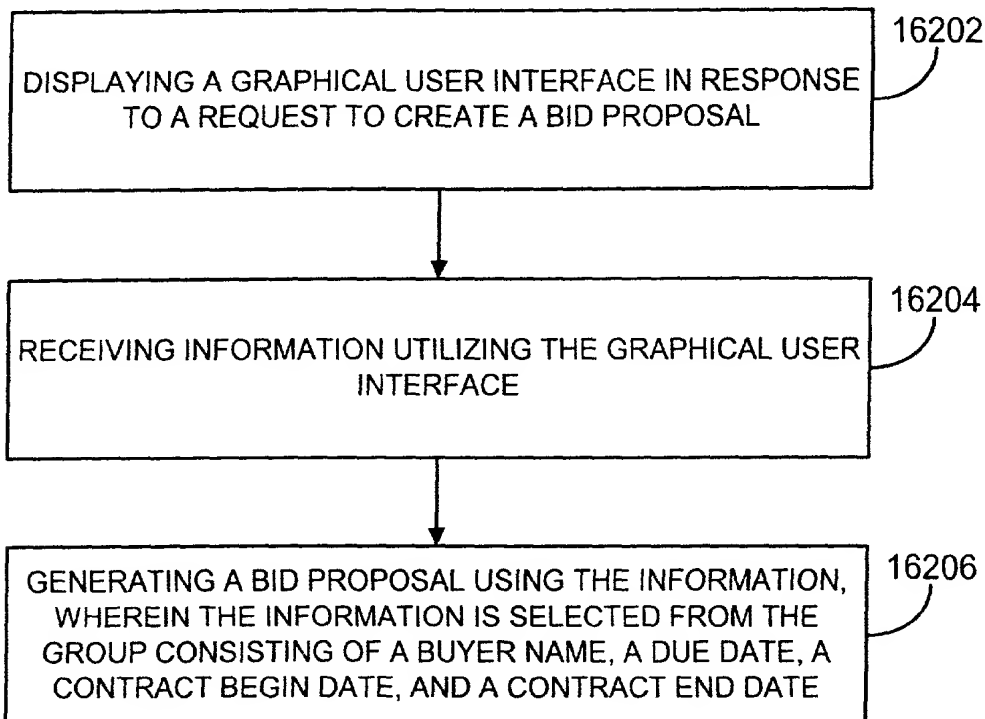 16202
DISPLAYING A GRAPHICAL USER INTERFACE IN RESPONSE
TO A REQUEST TO CREATE A BID PROPOSAL
16204
RECEIVING INFORMATION UTILIZING THE GRAPHICAL USER
INTERFACE
16206
GENERATING A BID PROPOSAL USING THE INFORMATION,
WHEREIN THE INFORMATION IS SELECTED FROM THE
GROUP CONSISTING OF A BUYER NAME, A DUE DATE, A
CONTRACT BEGIN DATE, AND A CONTRACT END DATE